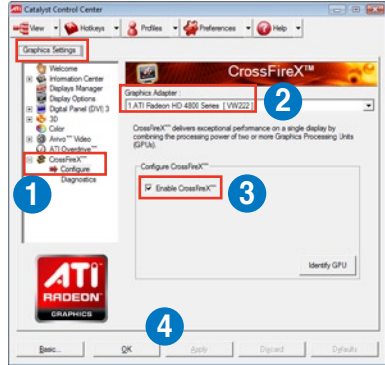 Catalyst Control Center
View Hotkeys Profiles Preferences Help
Graphics Settings
Welcome
Information Center
Displays Manager
Display Options
Digital Panel (DVI) 3
3D
Color
Avivo™ Video
ATI Overdrive™
CrossFireX™
Configure
Diagnostics
1
CrossFireX™
Graphics Adapter :
1.ATI Radeon HD 4800 Series [ VW222 ]
2
CrossFireX™ delivers exceptional performance on a single display by
combining the processing power of two or more Graphics Processing Units
(GPUs).
Configure CrossFireX™
Enable CrossFireX™
3
Identify GPU
ATI
RADEON
GRAPHICS
4
Basic...
OK
Apply
Discard
Defaults